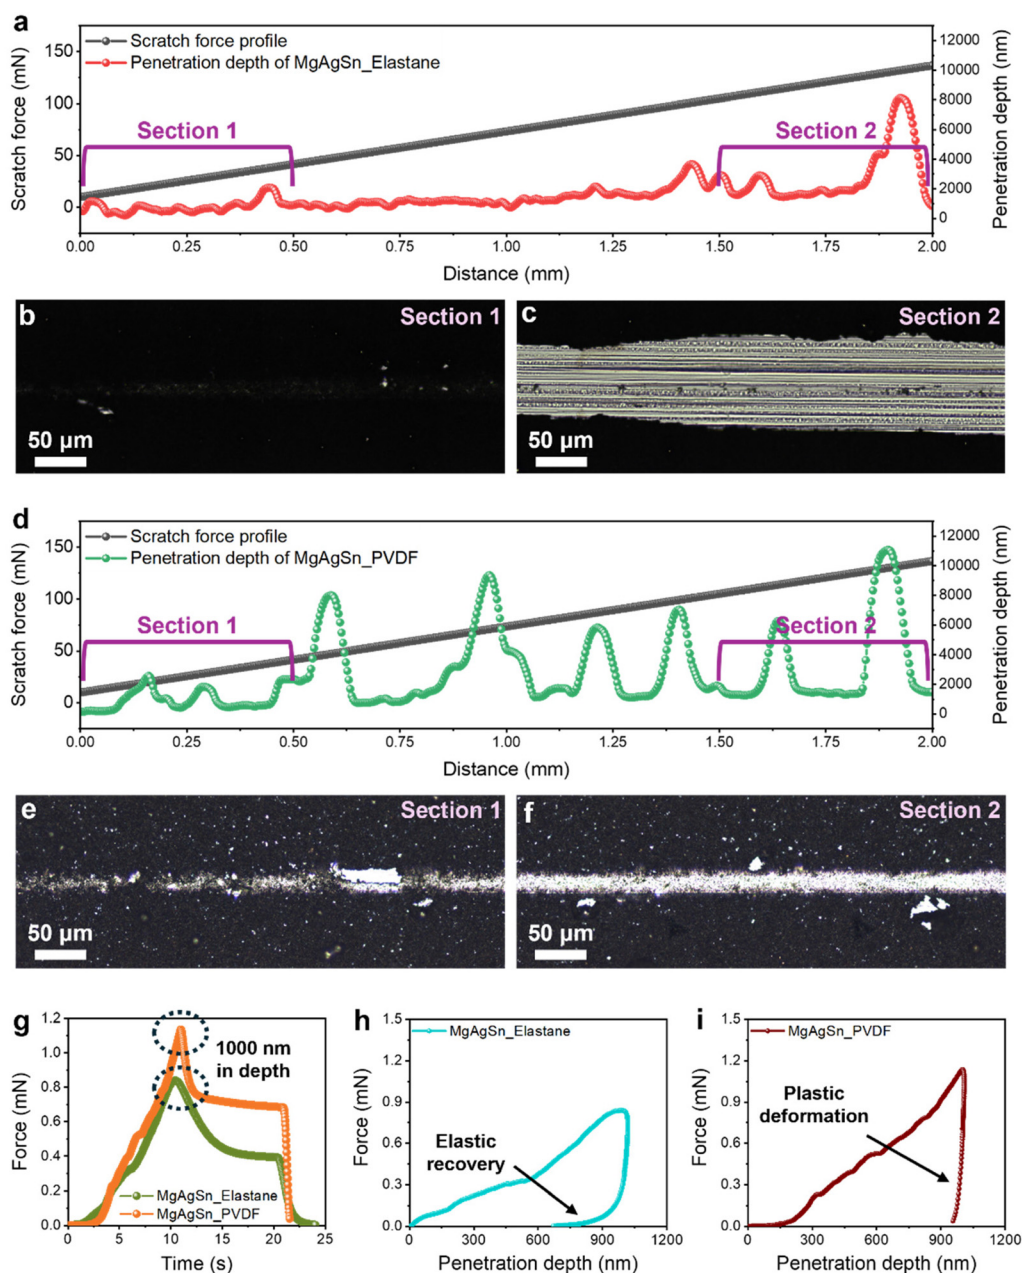 a
Scratch force profile
Penetration depth of MgAgSn_Elastane
Section 1
Section 2
Scratch force (mN)
150
100
50
0
Penetration depth (nm)
12000
10000
8000
6000
4000
2000
0
0.00 0.25 0.50 0.75 1.00 1.25 1.50 1.75 2.00
Distance (mm)
b
Section 1
50 µm
c
Section 2
50 µm
d
Scratch force profile
Penetration depth of MgAgSn_PVDF
Section 1
Section 2
Scratch force (mN)
150
100
50
0
Penetration depth (nm)
12000
10000
8000
6000
4000
2000
0
0.00 0.25 0.50 0.75 1.00 1.25 1.50 1.75 2.00
Distance (mm)
e
Section 1
50 µm
f
Section 2
50 µm
g
1000 nm
in depth
MgAgSn_Elastane
MgAgSn_PVDF
Force (mN)
1.2
1.0
0.8
0.6
0.4
0.2
0.0
0 5 10 15 20 25
Time (s)
h
MgAgSn_Elastane
Elastic
recovery
Force (mN)
1.5
1.2
0.9
0.6
0.3
0.0
0 300 600 900 1200
Penetration depth (nm)
i
MgAgSn_PVDF
Plastic
deformation
Force (mN)
1.5
1.2
0.9
0.6
0.3
0.0
0 300 600 900 1200
Penetration depth (nm)